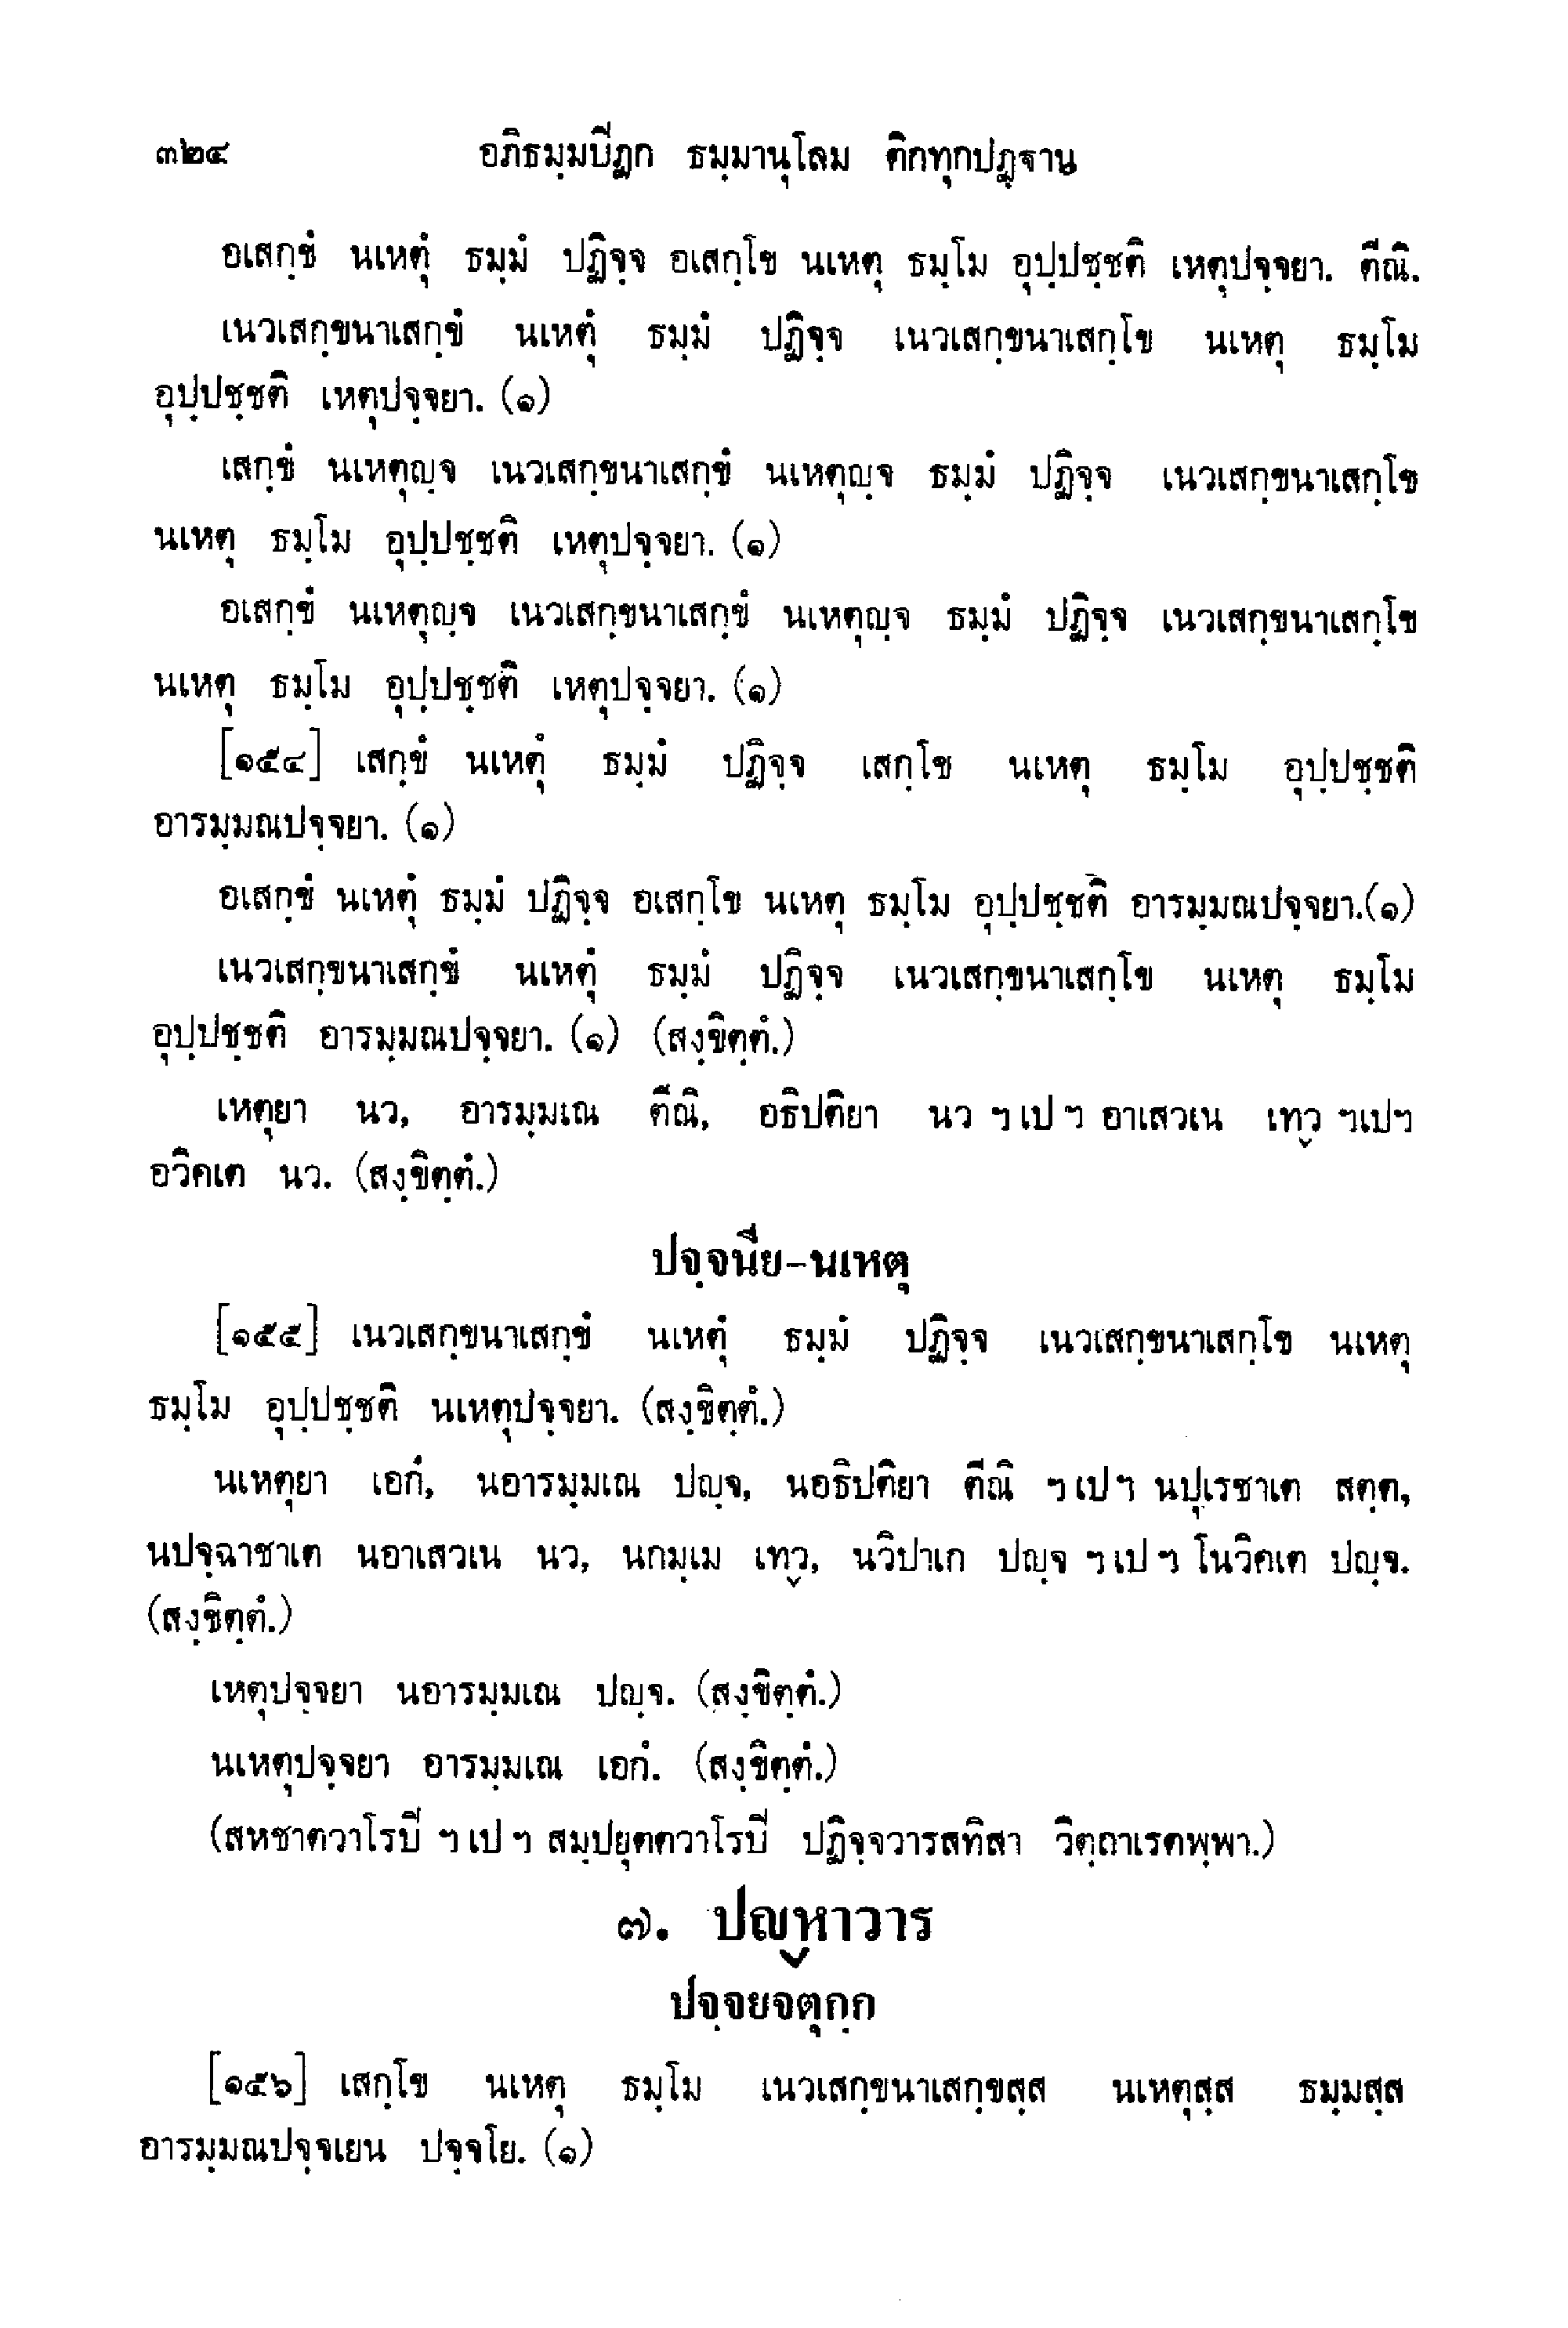 ๓๒๔ อภิธมฺมปิฏก ธมฺมานุโลม ติกทุกปฏฺฐาน
อเสกฺขํ นเหตุํ ธมฺมํ ปฏิจฺจ อเสกฺโข นเหตุ ธมฺโม อุปฺปชฺชติ เหตุปจฺจยา. ตีณิ.
เนวเสกฺขนาเสกฺขํ นเหตุํ ธมฺมํ ปฏิจฺจ เนวเสกฺขนาเสกฺโข นเหตุ ธมฺโม
อุปฺปชฺชติ เหตุปจฺจยา. (๑)
เสกฺขํ นเหตุญฺจ เนวเสกฺขนาเสกฺขํ นเหตุญฺจ ธมฺมํ ปฏิจฺจ เนวเสกฺขนาเสกฺโข
นเหตุ ธมฺโม อุปฺปชฺชติ เหตุปจฺจยา. (๑)
อเสกฺขํ นเหตุญฺจ เนวเสกฺขนาเสกฺขํ นเหตุญฺจ ธมฺมํ ปฏิจฺจ เนวเสกฺขนาเสกฺโข
นเหตุ ธมฺโม อุปฺปชฺชติ เหตุปจฺจยา. (๑)
[๑๕๔] เสกฺขํ นเหตุํ ธมฺมํ ปฏิจฺจ เสกฺโข นเหตุ ธมฺโม อุปฺปชฺชติ
อารมฺมณปจฺจยา. (๑)
อเสกฺขํ นเหตุํ ธมฺมํ ปฏิจฺจ อเสกฺโข นเหตุ ธมฺโม อุปฺปชฺชติ อารมฺมณปจฺจยา.(๑)
เนวเสกฺขนาเสกฺขํ นเหตุํ ธมฺมํ ปฏิจฺจ เนวเสกฺขนาเสกฺโข นเหตุ ธมฺโม
อุปฺปชฺชติ อารมฺมณปจฺจยา. (๑) (สงฺขิตฺตํ.)
เหตุยา นว, อารมฺมเณ ตีณิ, อธิปติยา นว ฯ เป ฯ อาเสวเน เทฺว ฯเปฯ
อวิคเต นว. (สงฺขิตฺตํ.)
ปจฺจนีย-นเหตุ
[๑๕๕] เนวเสกฺขนาเสกฺขํ นเหตุํ ธมฺมํ ปฏิจฺจ เนวเสกฺขนาเสกฺโข นเหตุ
ธมฺโม อุปฺปชฺชติ นเหตุปจฺจยา. (สงฺขิตฺตํ.)
นเหตุยา เอกํ, นอารมฺมเณ ปญฺจ, นอธิปติยา ตีณิ ฯ เป ฯ นปุเรชาเต สตฺต,
นปจฺฉาชาเต นอาเสวเน นว, นกมฺเม เทฺว, นวิปาเก ปญฺจ ฯ เป ฯ โนวิคเต ปญฺจ.
(สงฺขิตฺตํ.)
เหตุปจฺจยา นอารมฺมเณ ปญฺจ. (สงฺขิตฺตํ.)
นเหตุปจฺจยา อารมฺมเณ เอกํ. (สงฺขิตฺตํ.)
(สหชาตวาโรปิ ฯ เป ฯ สมฺปยุตตวาโรปิ ปฏิจฺจวารสทิสา วิตฺถาเรตพฺพา.)
๗. ปญฺหาวาร
ปจฺจยจตุกฺก
[๑๕๖] เสกฺโข นเหตุ ธมฺโม เนวเสกฺขนาเสกฺขสฺส นเหตุสฺส ธมฺมสฺส
อารมฺมณปจฺจเยน ปจฺจโย. (๑)